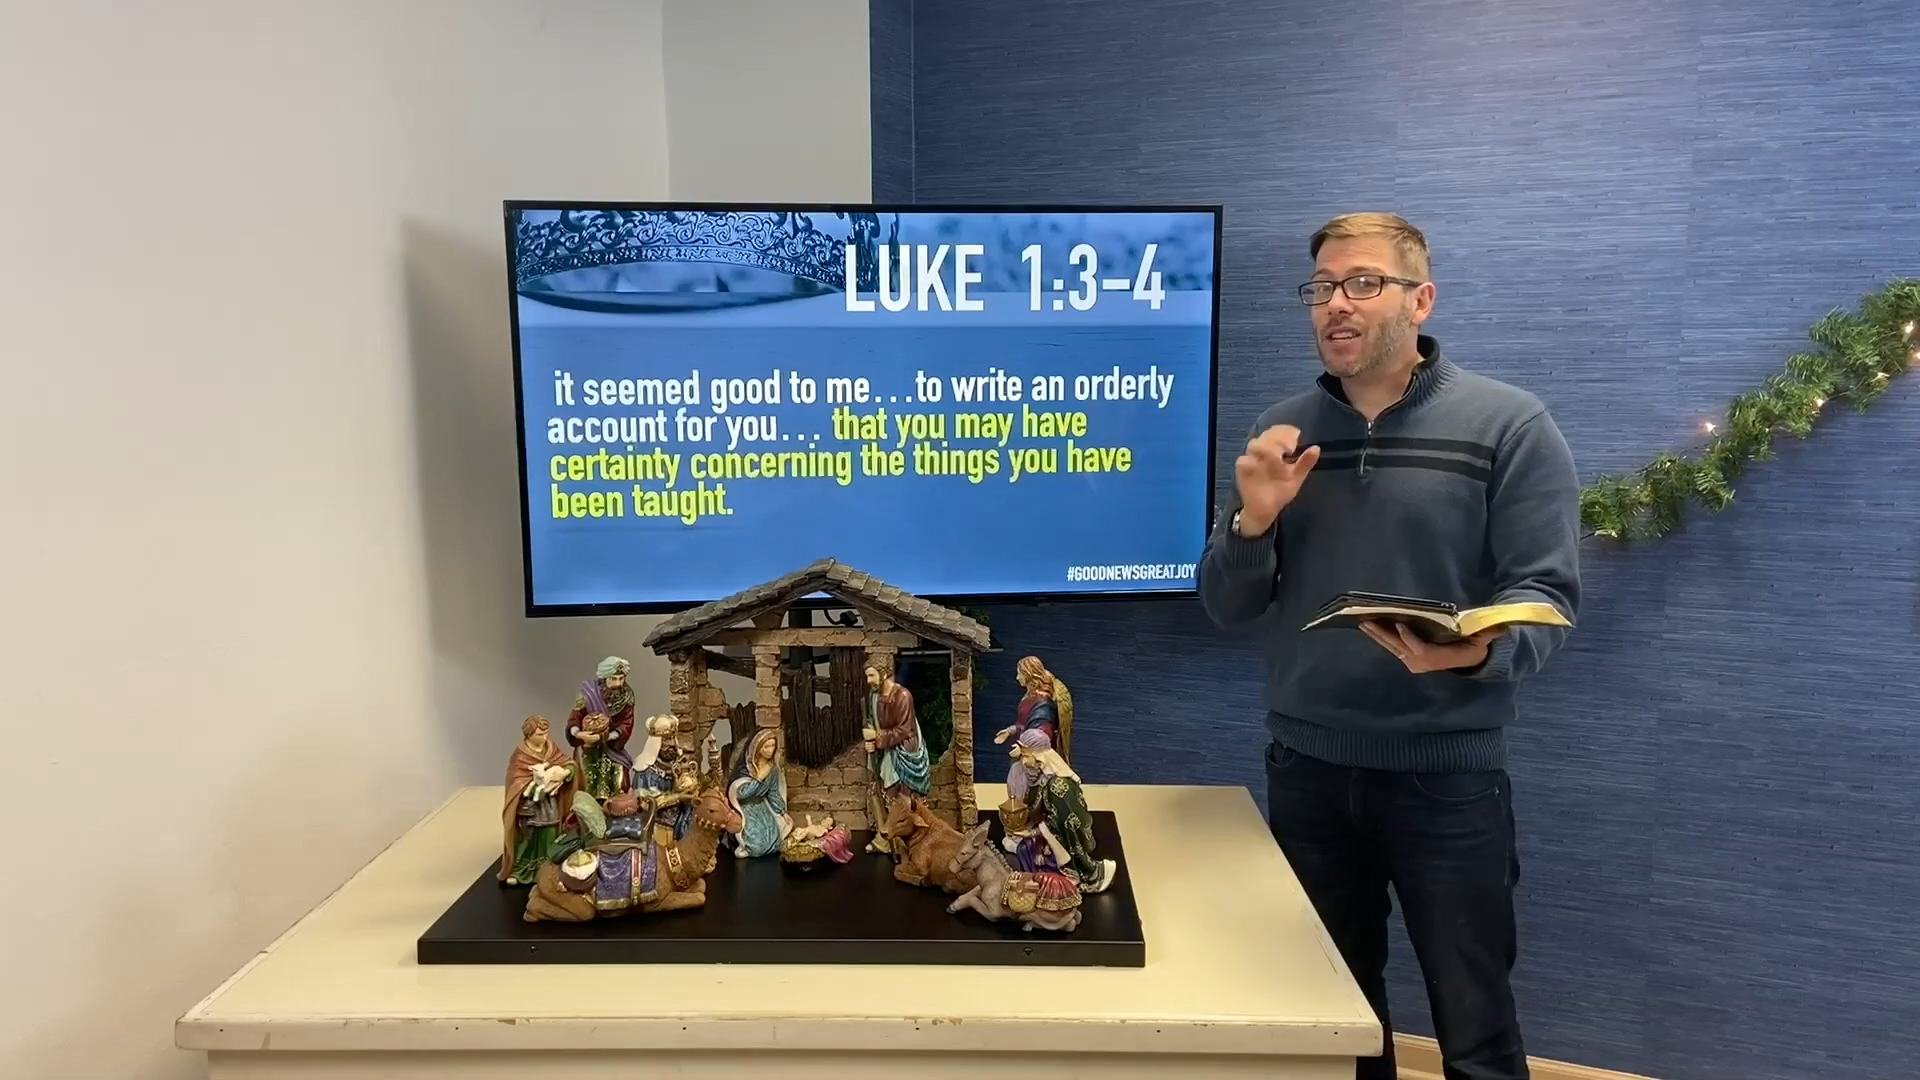 LUKE 1:3-4
it seemed good to me...to write an orderly
account for you... that you may have
certainty concerning the things you have
been taught.
#GOODNEWSGREATJOY